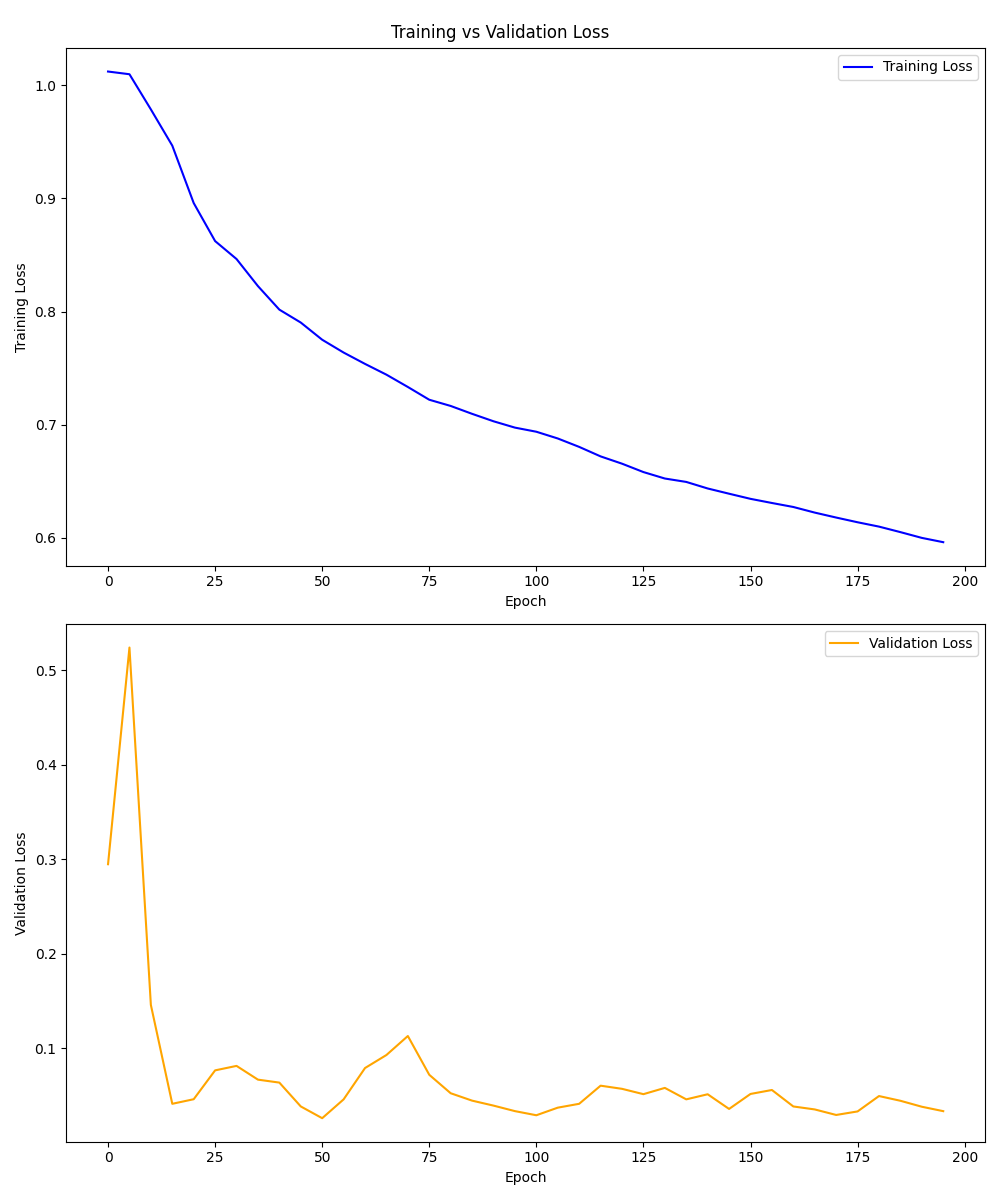 Training vs Validation Loss
Training Loss
1.0
0.9
0.8
0.7
0.6
Training Loss
0 25 50 75 100 125 150 175 200
Epoch
Validation Loss
0.5
0.4
0.3
0.2
0.1
Validation Loss
0 25 50 75 100 125 150 175 200
Epoch